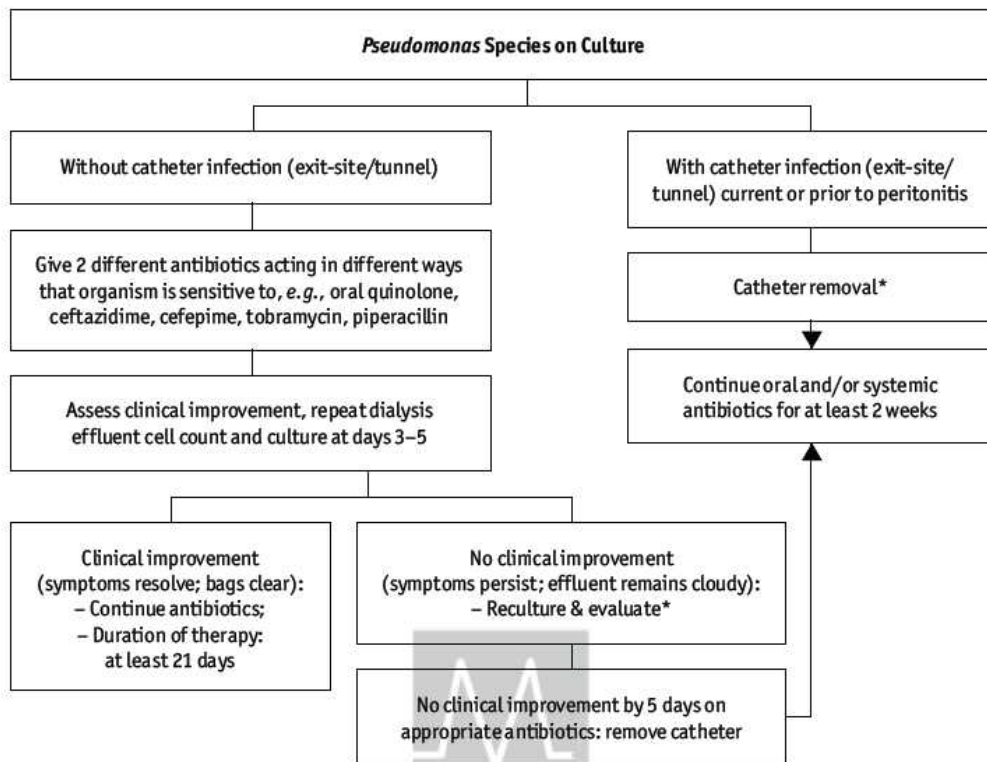 Pseudomonas Species on Culture
Without catheter infection (exit-site/tunnel)
With catheter infection (exit-site/
tunnel) current or prior to peritonitis
Give 2 different antibiotics acting in different ways
that organism is sensitive to, e.g., oral quinolone,
ceftazidime, cefepime, tobramycin, piperacillin
Catheter removal*
Assess clinical improvement, repeat dialysis
effluent cell count and culture at days 3–5
Continue oral and/or systemic
antibiotics for at least 2 weeks
Clinical improvement
(symptoms resolve; bags clear):
– Continue antibiotics;
– Duration of therapy:
at least 21 days
No clinical improvement
(symptoms persist; effluent remains cloudy):
– Reculture & evaluate*
No clinical improvement by 5 days on
appropriate antibiotics: remove catheter